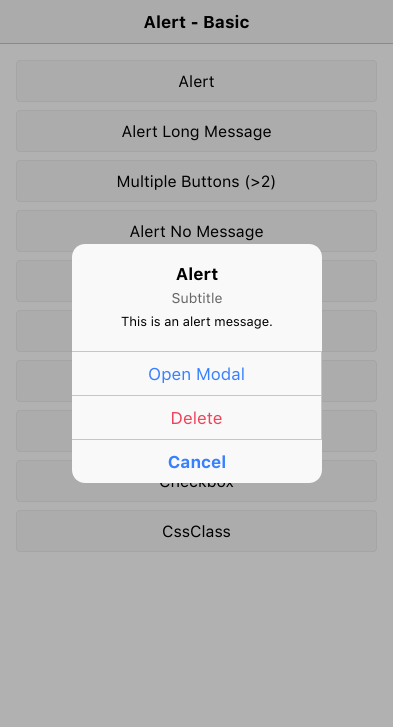 Alert - Basic
Alert
Alert Long Message
Multiple Buttons (>2)
Alert No Message
Alert
Subtitle
This is an alert message.
Open Modal
Delete
Cancel
Checkbox
CssClass